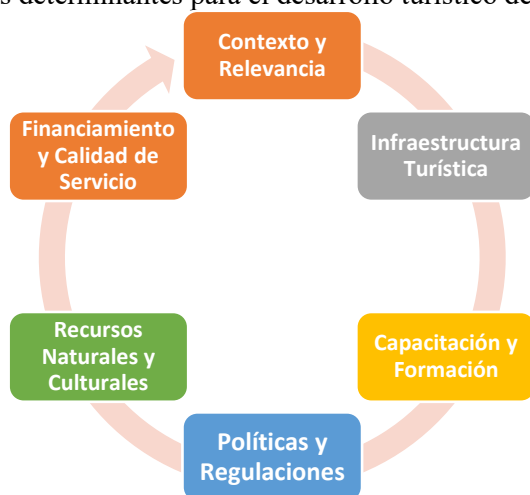 determinantes para el desarrollo turístico
Contexto y
Relevancia
Infraestructura
Turística
Capacitación y
Formación
Políticas y
Regulaciones
Recursos
Naturales y
Culturales
Financiamiento
y Calidad de
Servicio